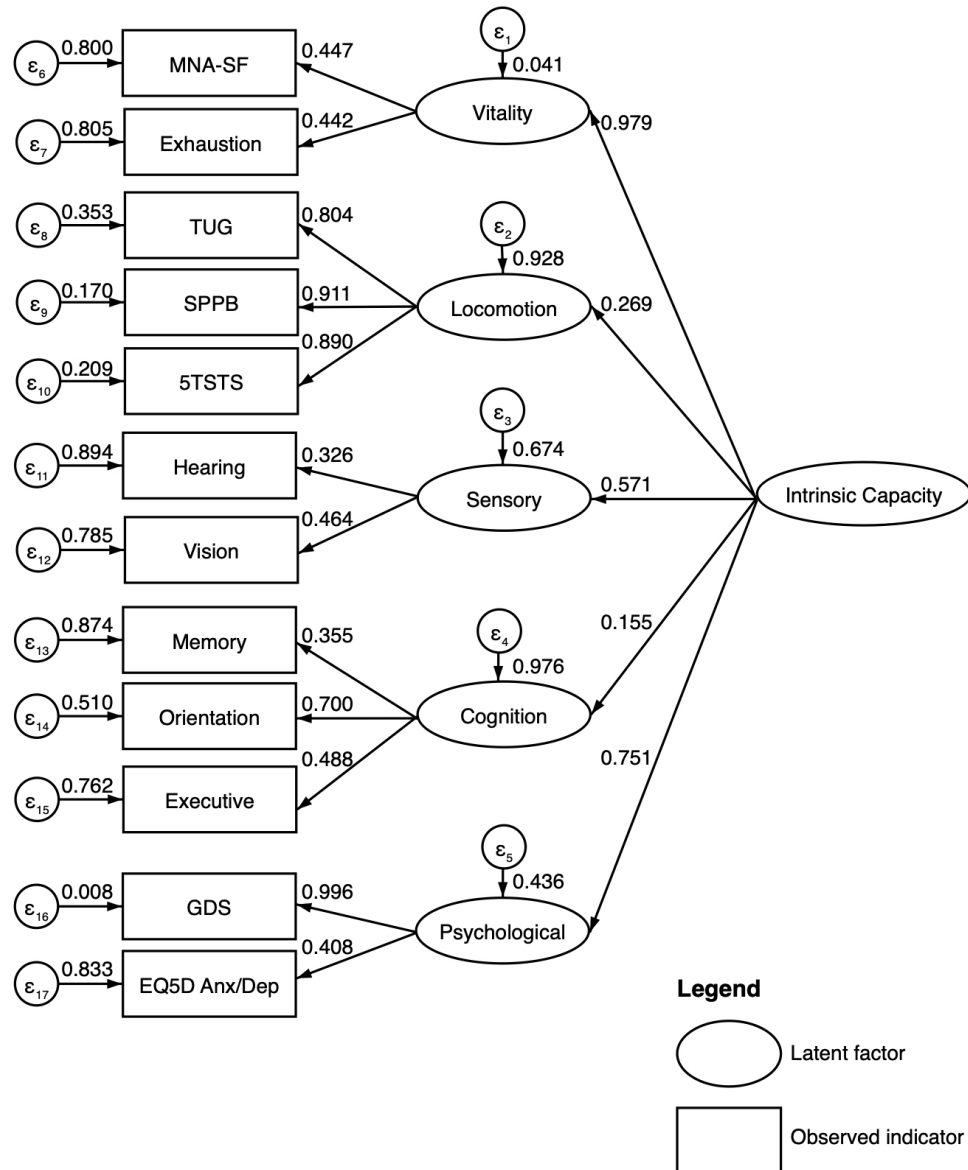 ε1
0.800
0.447
ε6
MNA-SF
0.041
Vitality
0.979
0.805
0.442
ε7
Exhaustion
0.353
0.804
ε8
TUG
ε2
0.928
0.170
0.911
ε9
SPPB
Locomotion
0.269
0.890
0.209
ε10
5TSTS
ε3
0.894
0.326
ε11
Hearing
0.674
Sensory
0.571
Intrinsic Capacity
0.464
0.785
ε12
Vision
0.874
0.355
ε13
Memory
ε4
0.155
0.976
0.510
0.700
ε14
Orientation
Cognition
0.488
0.762
ε15
Executive
0.751
ε5
0.008
0.996
ε16
GDS
0.436
Psychological
0.408
0.833
ε17
EQ5D Anx/Dep
Legend
Latent factor
Observed indicator